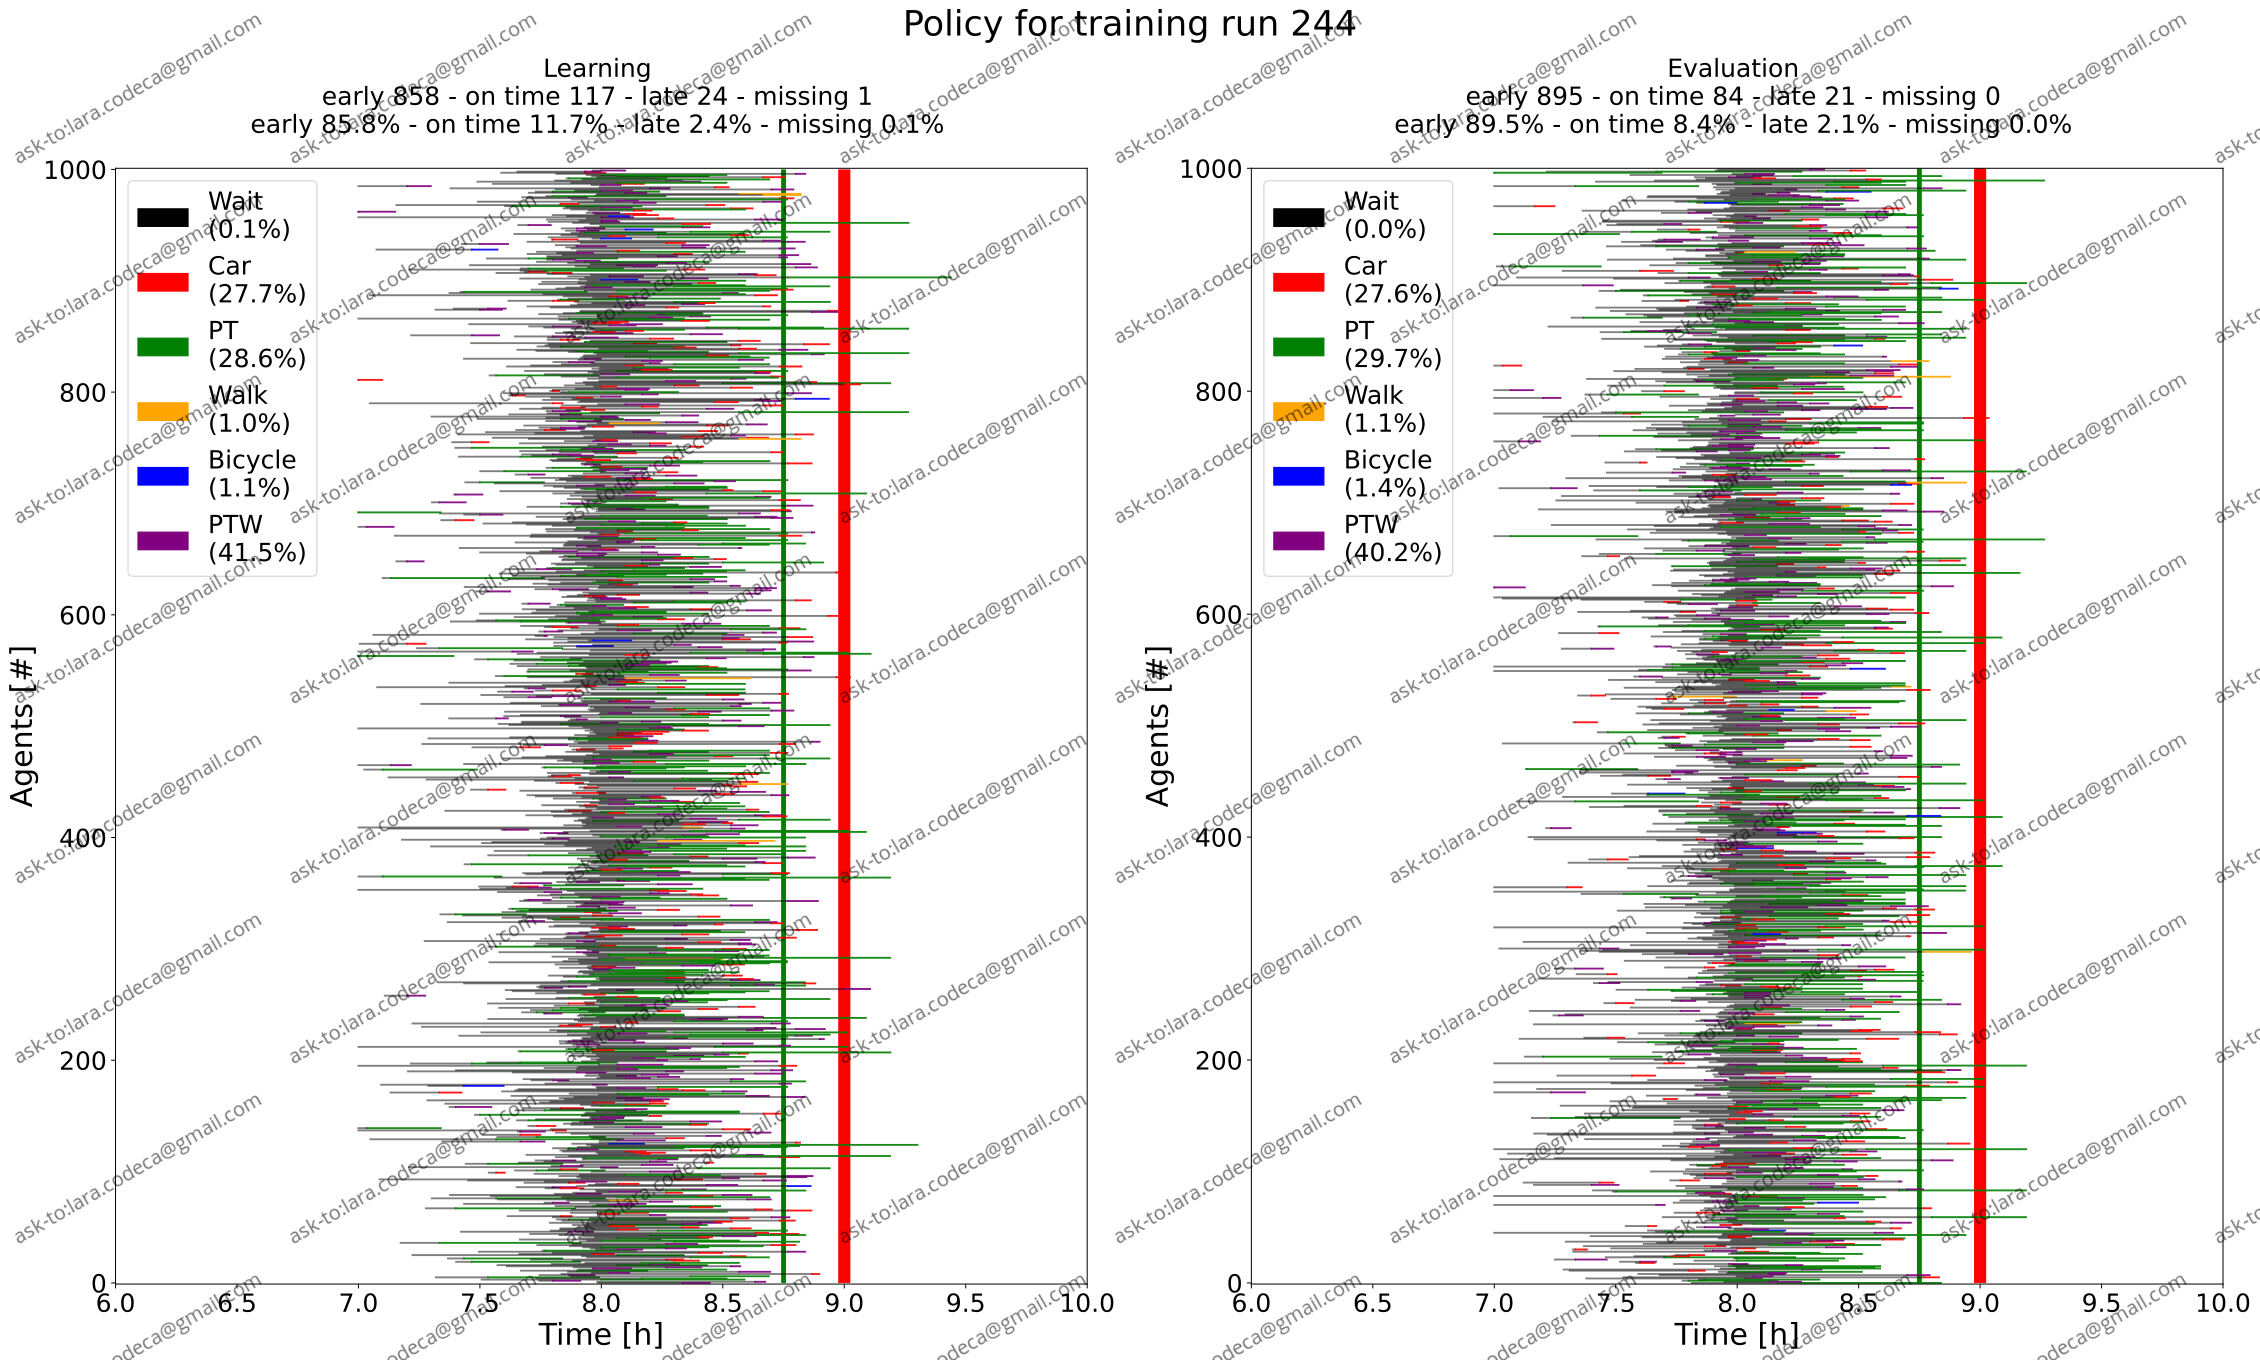 Policy for training run 244
Learning
early 858 - on time 117 - late 24 - missing 1
early 85.8% - on time 11.7% - late 2.4% - missing 0.1%
1000
800
600
400
200
0
Agents [#]
Wait
(0.1%)
Car
(27.7%)
PT
(28.6%)
Walk
(1.0%)
Bicycle
(1.1%)
PTW
(41.5%)
6.0 6.5 7.0 7.5 8.0 8.5 9.0 9.5 10.0
Time [h]
Evaluation
early 895 - on time 84 - late 21 - missing 0
early 89.5% - on time 8.4% - late 2.1% - missing 0.0%
1000
800
600
400
200
0
Agents [#]
Wait
(0.0%)
Car
(27.6%)
PT
(29.7%)
Walk
(1.1%)
Bicycle
(1.4%)
PTW
(40.2%)
6.0 6.5 7.0 7.5 8.0 8.5 9.0 9.5 10.0
Time [h]
ask-to:lara.codeca@gmail.com